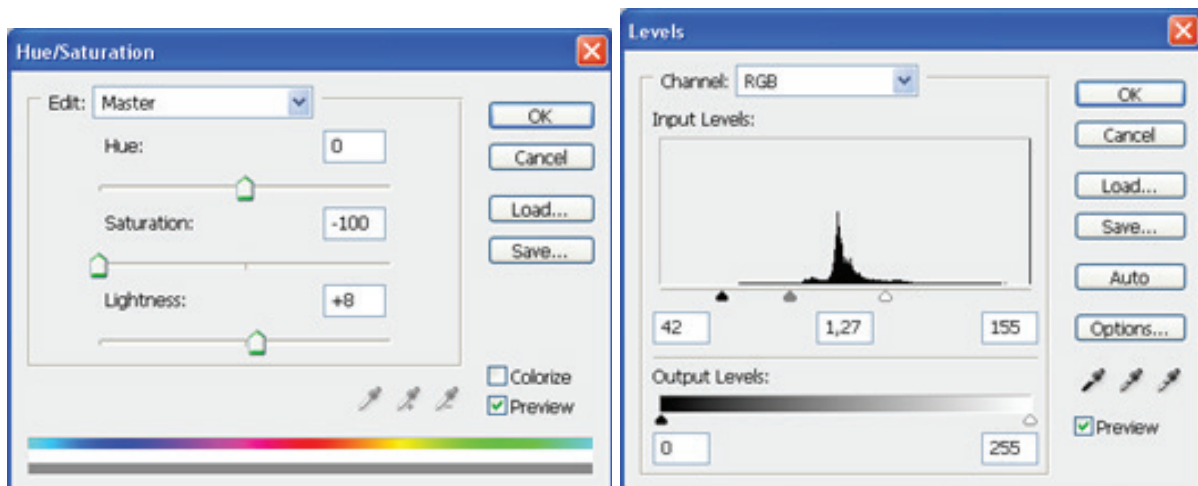 Hue/Saturation
Edit: Master
Hue: 0
Saturation: -100
Lightness: +8
OK
Cancel
Load...
Save...
Colorize
Preview
Levels
Channel: RGB
Input Levels:
42 1,27 155
Output Levels:
0 255
OK
Cancel
Load...
Save...
Auto
Options...
Preview